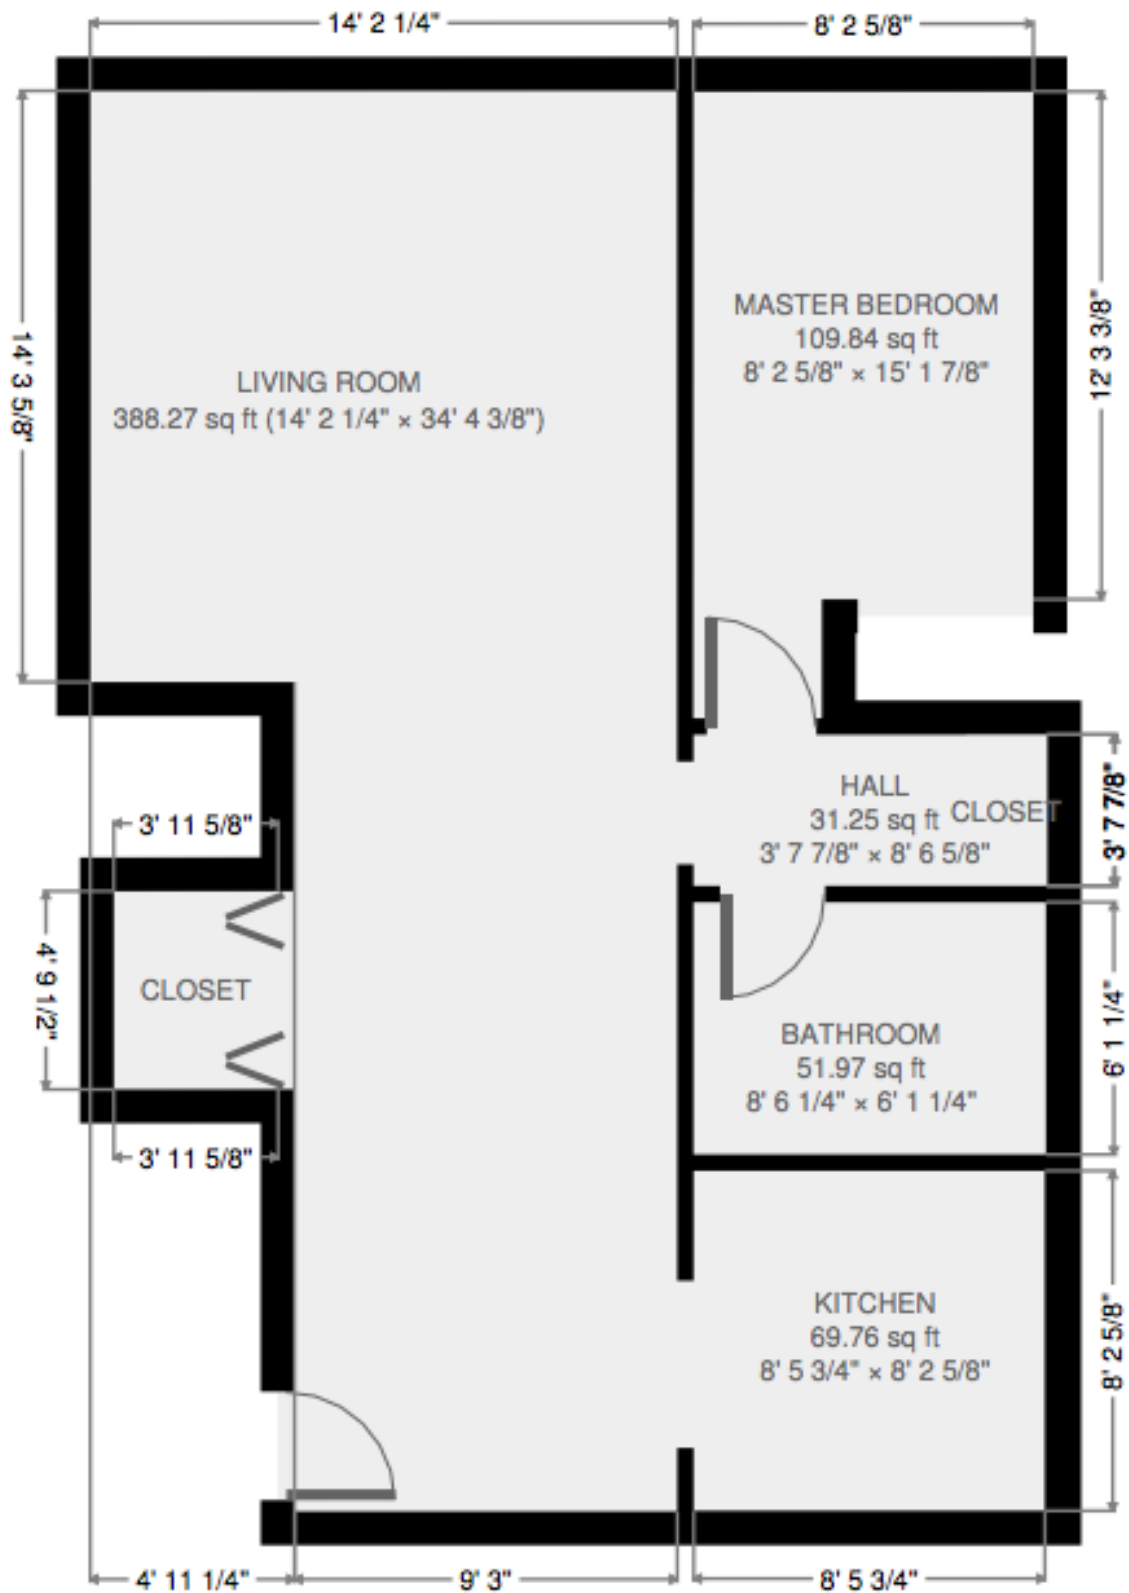 14' 2 1/4"
8' 2 5/8"
14' 3 5/8"
12' 3 3/8"
MASTER BEDROOM
109.84 sq ft
8' 2 5/8" × 15' 1 7/8"
LIVING ROOM
388.27 sq ft (14' 2 1/4" × 34' 4 3/8")
HALL
31.25 sq ft
3' 7 7/8" × 8' 6 5/8"
CLOSET
3' 7 7/8"
3' 11 5/8"
4' 9 1/2"
CLOSET
3' 11 5/8"
BATHROOM
51.97 sq ft
8' 6 1/4" × 6' 1 1/4"
6' 1 1/4"
KITCHEN
69.76 sq ft
8' 5 3/4" × 8' 2 5/8"
8' 2 5/8"
4' 11 1/4"
9' 3"
8' 5 3/4"